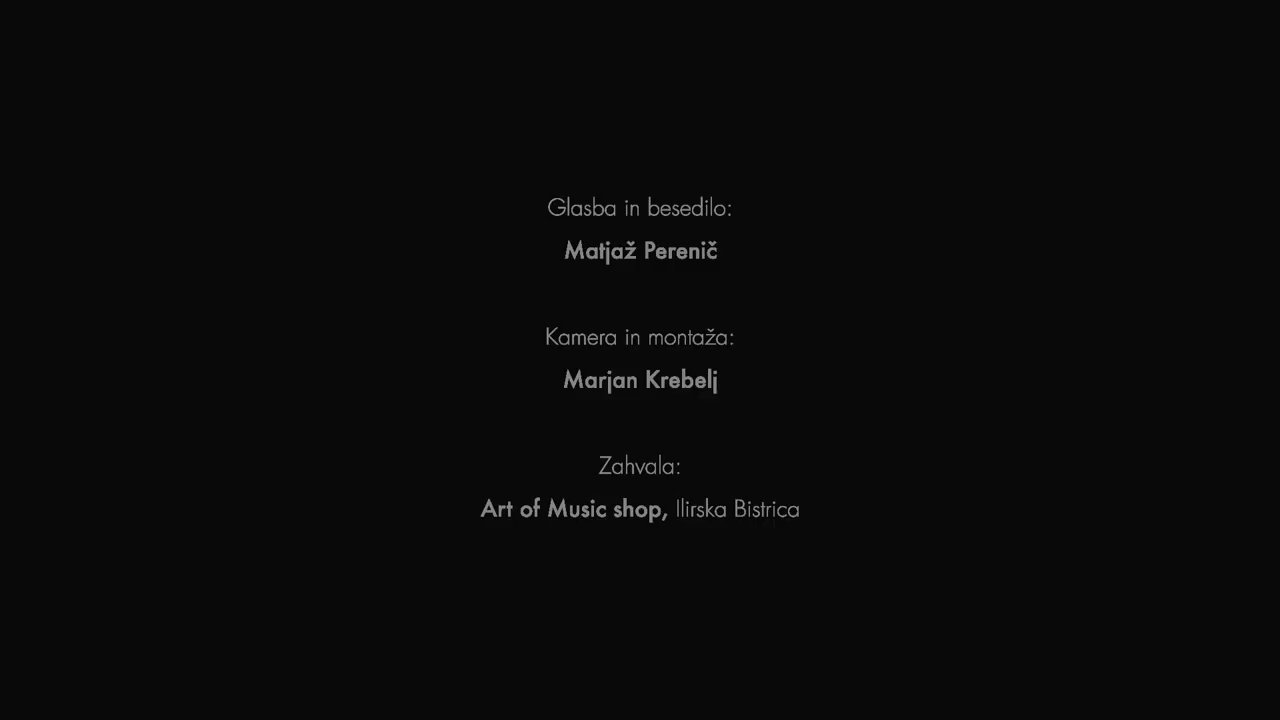 Glasba in besedilo:
Matjaž Perenič
Kamera in montaža:
Marjan Krebelj
Zahvala:
Art of Music shop, Ilirska Bistrica